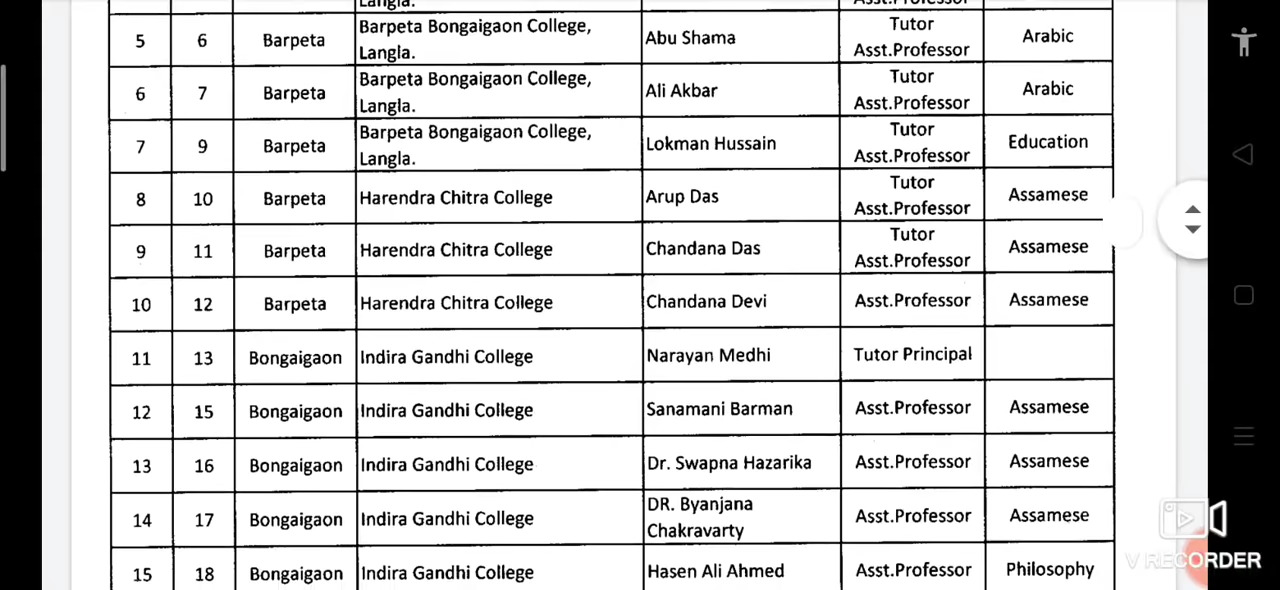 Langla.
Asst.Professor
5 6 Barpeta Barpeta Bongaigaon College, Langla. Abu Shama Tutor Asst.Professor Arabic
6 7 Barpeta Barpeta Bongaigaon College, Langla. Ali Akbar Tutor Asst.Professor Arabic
7 9 Barpeta Barpeta Bongaigaon College, Langla. Lokman Hussain Tutor Asst.Professor Education
8 10 Barpeta Harendra Chitra College Arup Das Tutor Asst.Professor Assamese
9 11 Barpeta Harendra Chitra College Chandana Das Tutor Asst.Professor Assamese
10 12 Barpeta Harendra Chitra College Chandana Devi Asst.Professor Assamese
11 13 Bongaigaon Indira Gandhi College Narayan Medhi Tutor Principal
12 15 Bongaigaon Indira Gandhi College Sanamani Barman Asst.Professor Assamese
13 16 Bongaigaon Indira Gandhi College Dr. Swapna Hazarika Asst.Professor Assamese
14 17 Bongaigaon Indira Gandhi College DR. Byanjana Chakravarty Asst.Professor Assamese
15 18 Bongaigaon Indira Gandhi College Hasen Ali Ahmed Asst.Professor Philosophy
V RECORDER